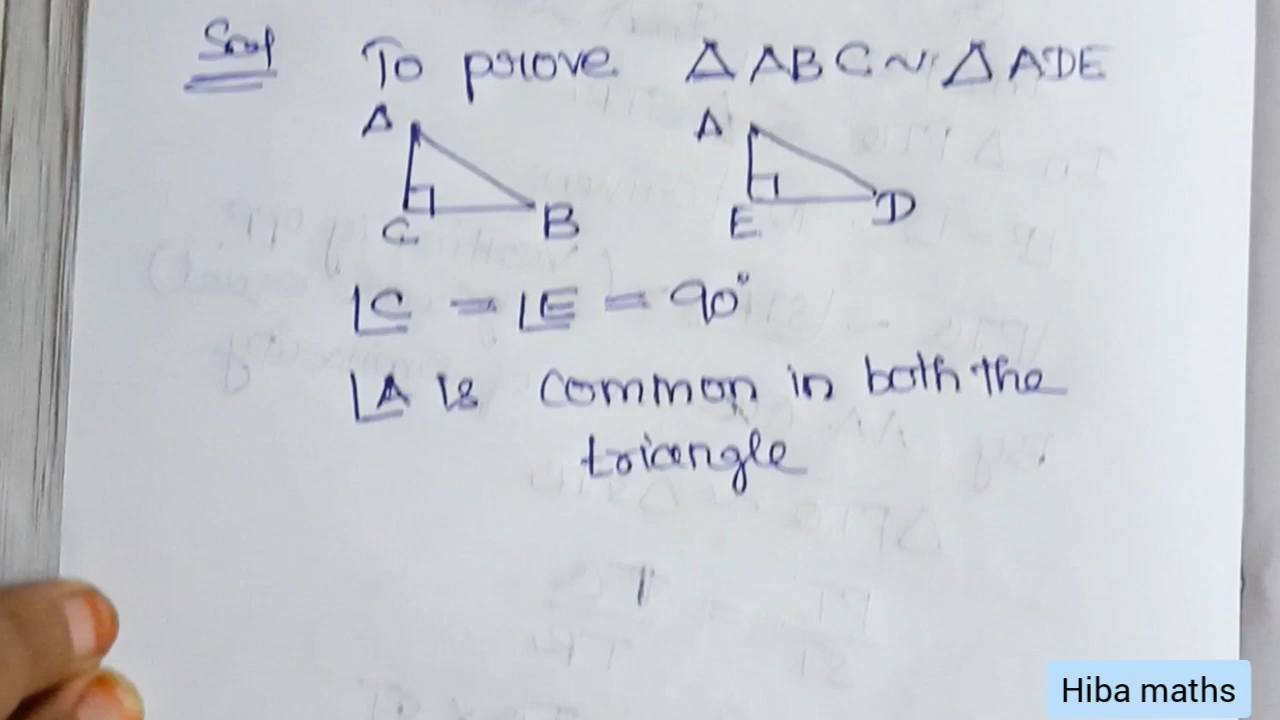 Sol To prove △ABC ~ △ADE
A A
C B E D
∠C = ∠E = 90°
∠A is common in both the
triangle
Hiba maths